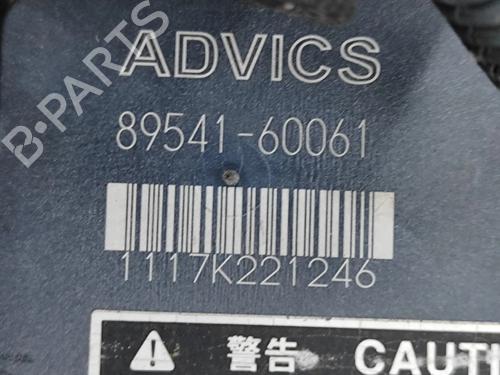 ADVICS
B-PARTS
89541-60061
1117K221246
警告 CAUTI